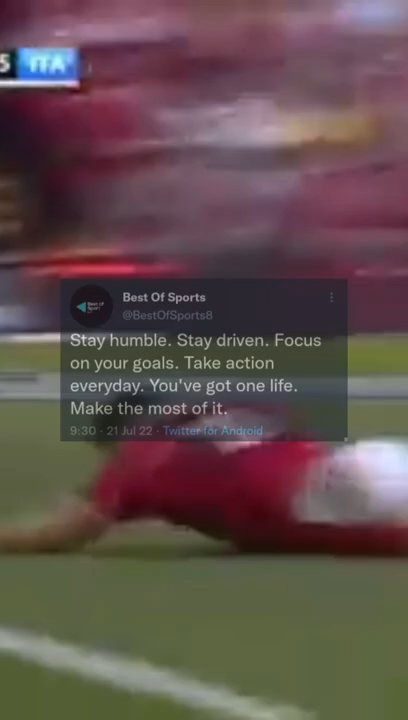 5 ITA
Best Of Sports
@BestOfSports8
Stay humble. Stay driven. Focus
on your goals. Take action
everyday. You've got one life.
Make the most of it.
9:30 · 21 Jul 22 · Twitter for Android